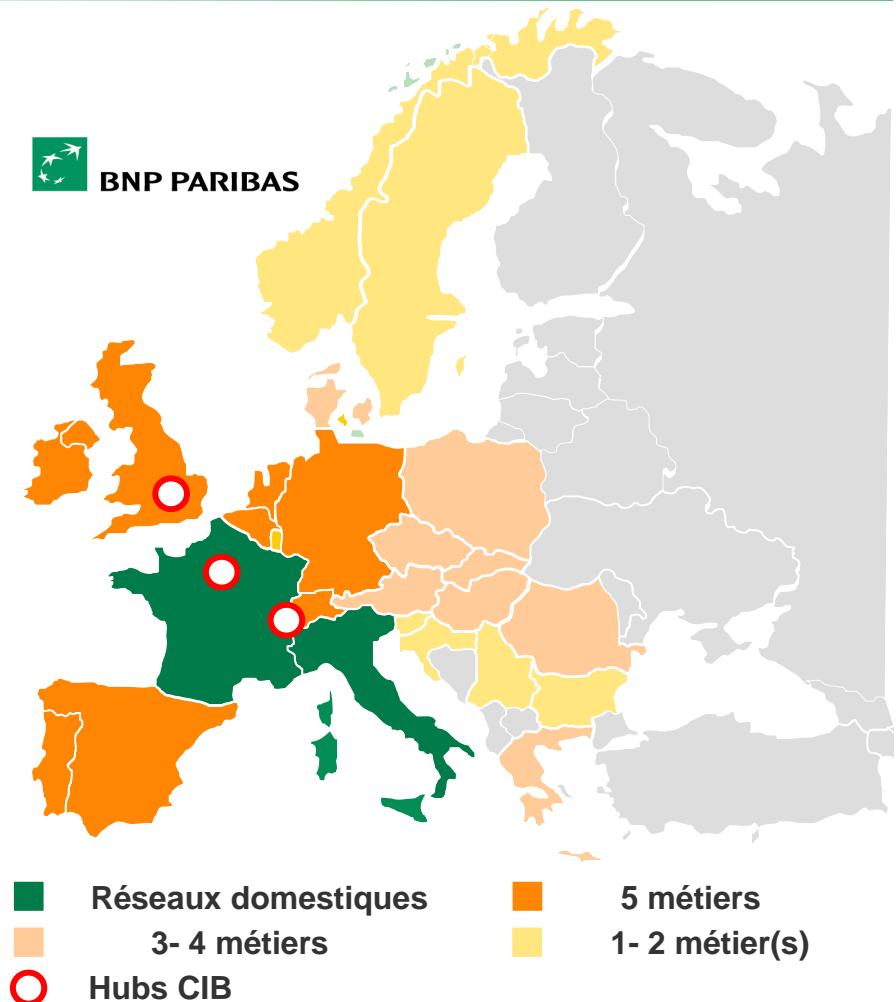 BNP PARIBAS
Réseaux domestiques
5 métiers
3- 4 métiers
1- 2 métier(s)
Hubs CIB